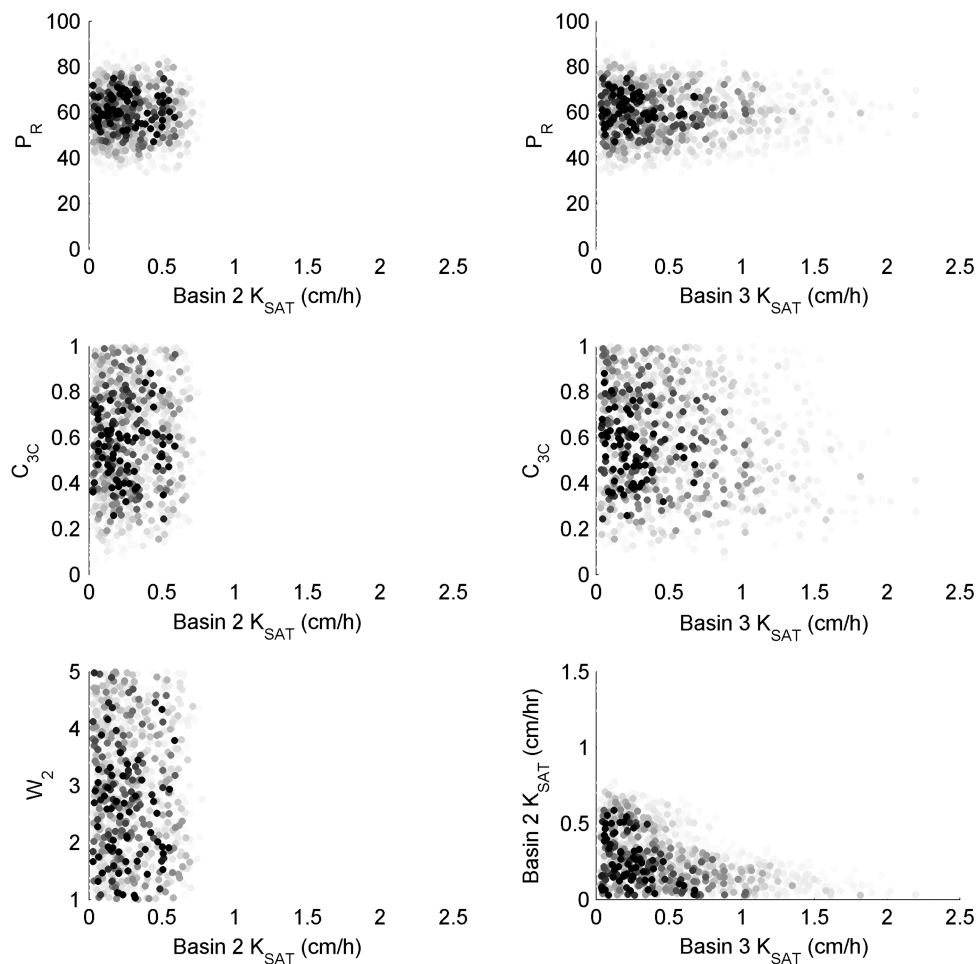 100
80
60
40
20
0
P_R
0 0.5 1 1.5 2 2.5
Basin 2 K_SAT (cm/h)
100
80
60
40
20
0
P_R
0 0.5 1 1.5 2 2.5
Basin 3 K_SAT (cm/h)
1
0.8
0.6
0.4
0.2
0
C_3C
0 0.5 1 1.5 2 2.5
Basin 2 K_SAT (cm/h)
1
0.8
0.6
0.4
0.2
0
C_3C
0 0.5 1 1.5 2 2.5
Basin 3 K_SAT (cm/h)
5
4
3
2
1
W_2
0 0.5 1 1.5 2 2.5
Basin 2 K_SAT (cm/h)
1.5
1
0.5
0
Basin 2 K_SAT (cm/hr)
0 0.5 1 1.5 2 2.5
Basin 3 K_SAT (cm/h)